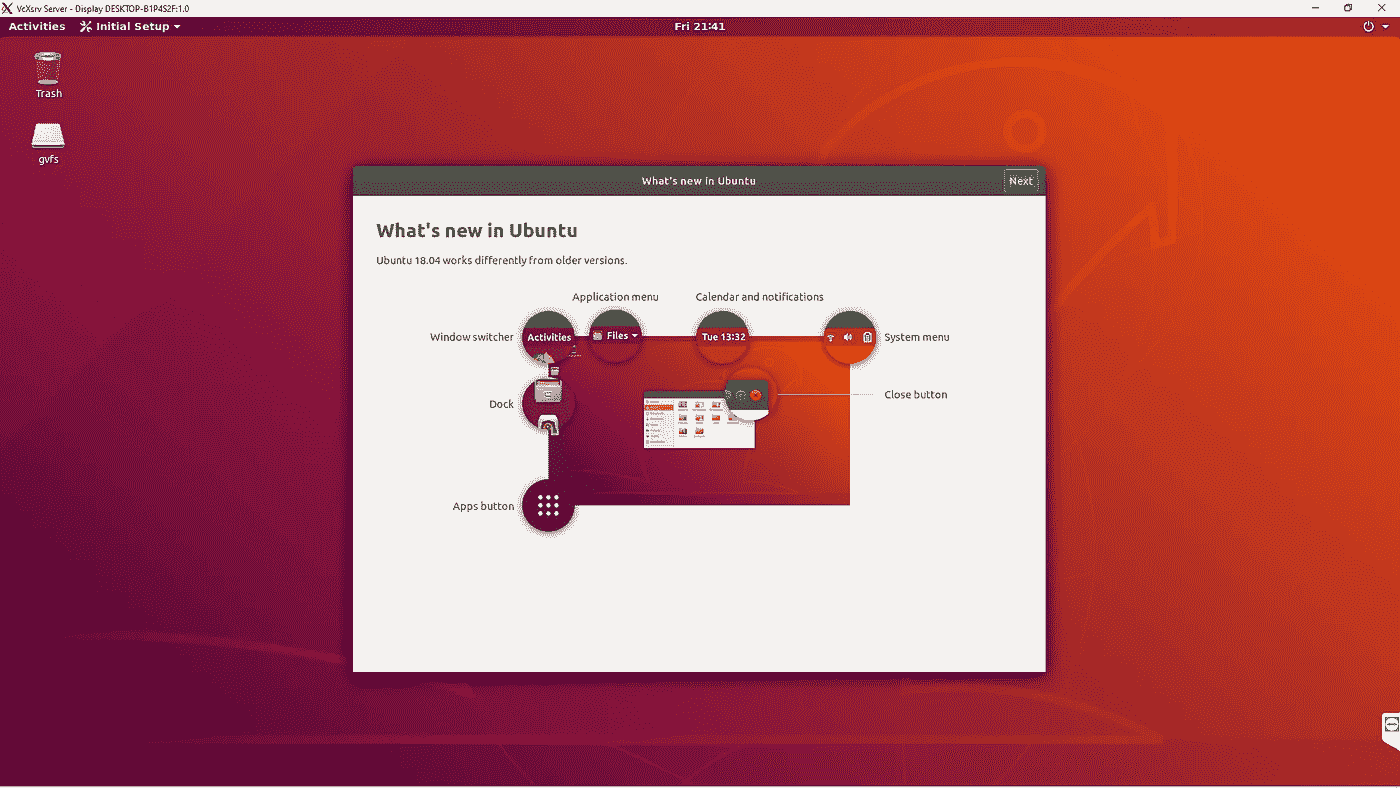 VcXsrv Server - Display DESKTOP-B1P4S2F:1.0
Activities Initial Setup Fri 21:41
Trash
gvfs
What's new in Ubuntu Next
What's new in Ubuntu
Ubuntu 18.04 works differently from older versions.
Application menu Calendar and notifications
Window switcher Activities Files Tue 13:32 System menu
Dock Close button
Apps button